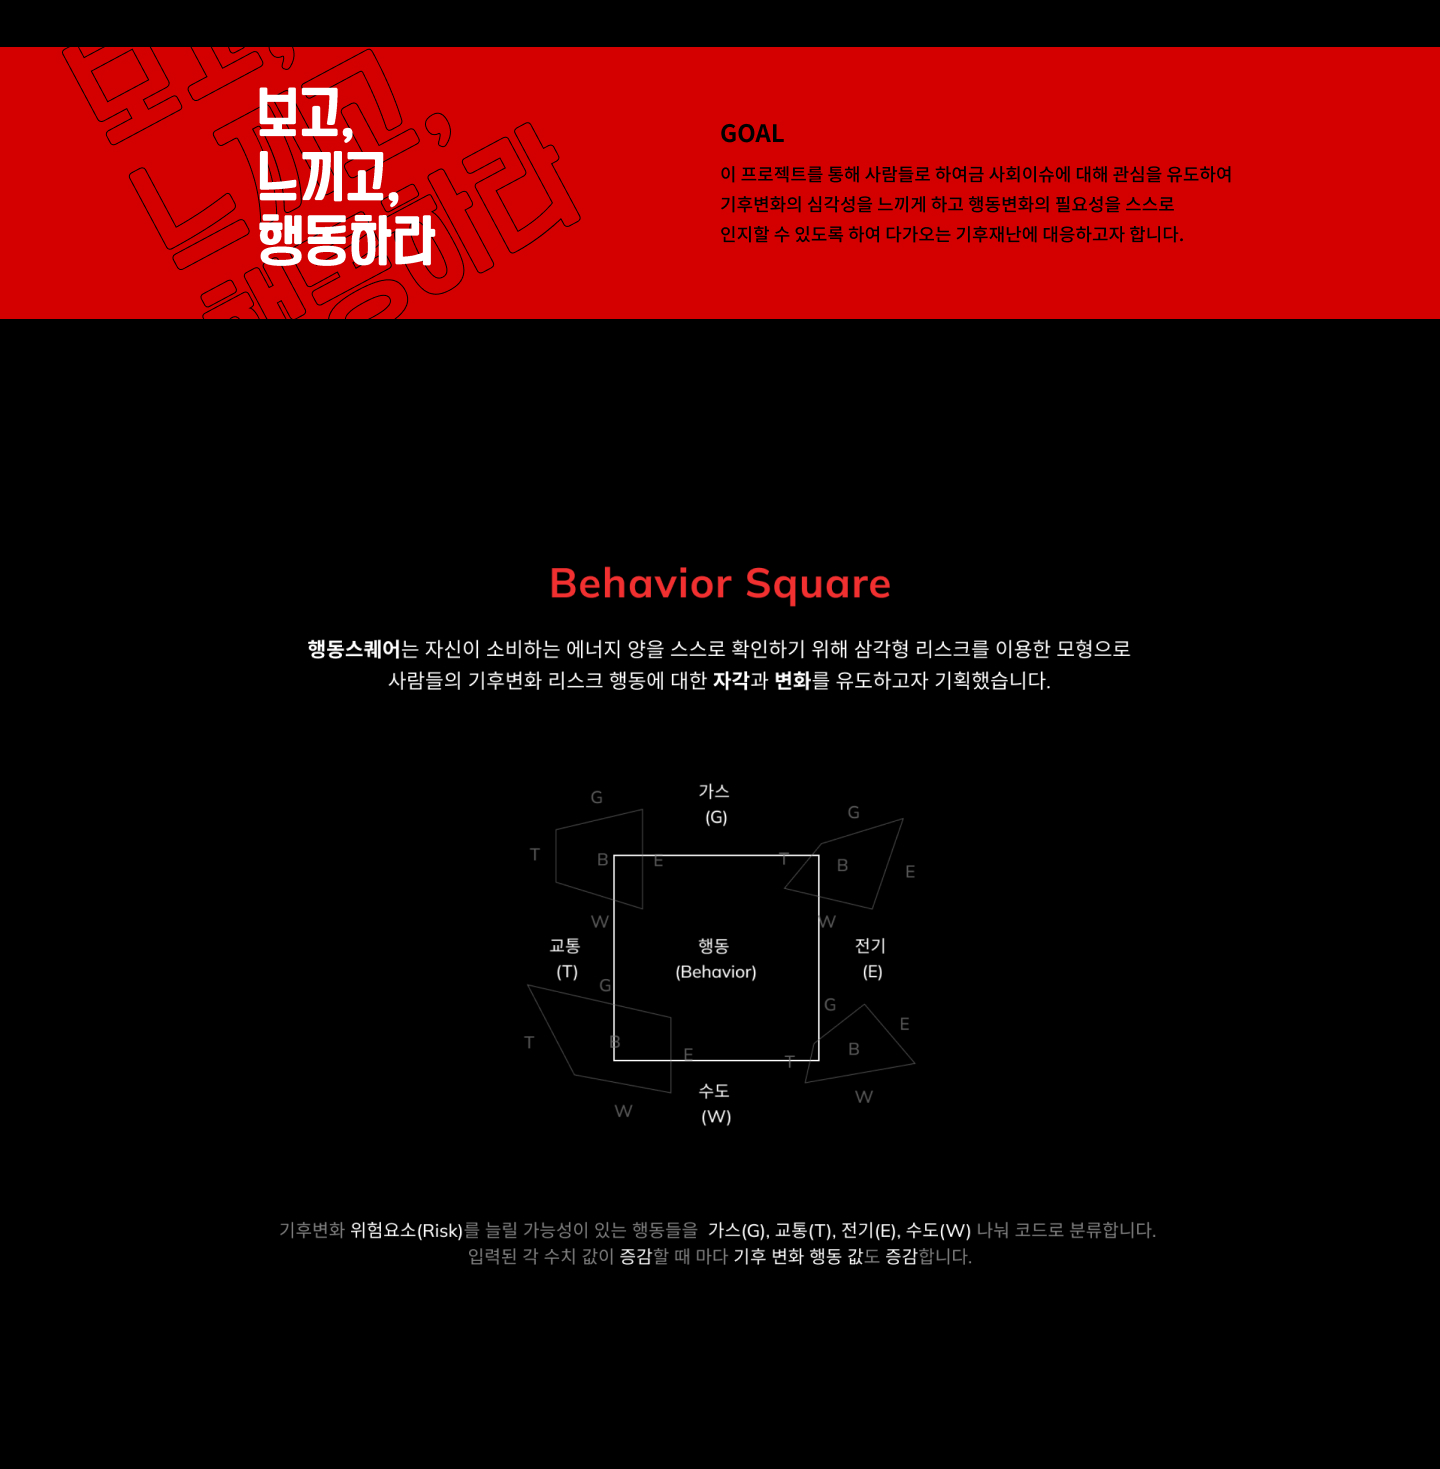 보고,
느끼고,
행동하라
GOAL
이 프로젝트를 통해 사람들로 하여금 사회이슈에 대해 관심을 유도하여
기후변화의 심각성을 느끼게 하고 행동변화의 필요성을 스스로
인지할 수 있도록 하여 다가오는 기후재난에 대응하고자 합니다.
보고,
느끼고,
행동하라
Behavior Square
행동스퀘어는 자신이 소비하는 에너지 양을 스스로 확인하기 위해 삼각형 리스크를 이용한 모형으로
사람들의 기후변화 리스크 행동에 대한 자각과 변화를 유도하고자 기획했습니다.
가스
(G)
교통
(T)
행동
(Behavior)
전기
(E)
수도
(W)
G
T
B
E
W
G
T
B
E
W
G
T
B
E
W
G
T
B
E
W
기후변화 위험요소(Risk)를 늘릴 가능성이 있는 행동들을 가스(G), 교통(T), 전기(E), 수도(W) 나눠 코드로 분류합니다.
입력된 각 수치 값이 증감할 때 마다 기후 변화 행동 값도 증감합니다.